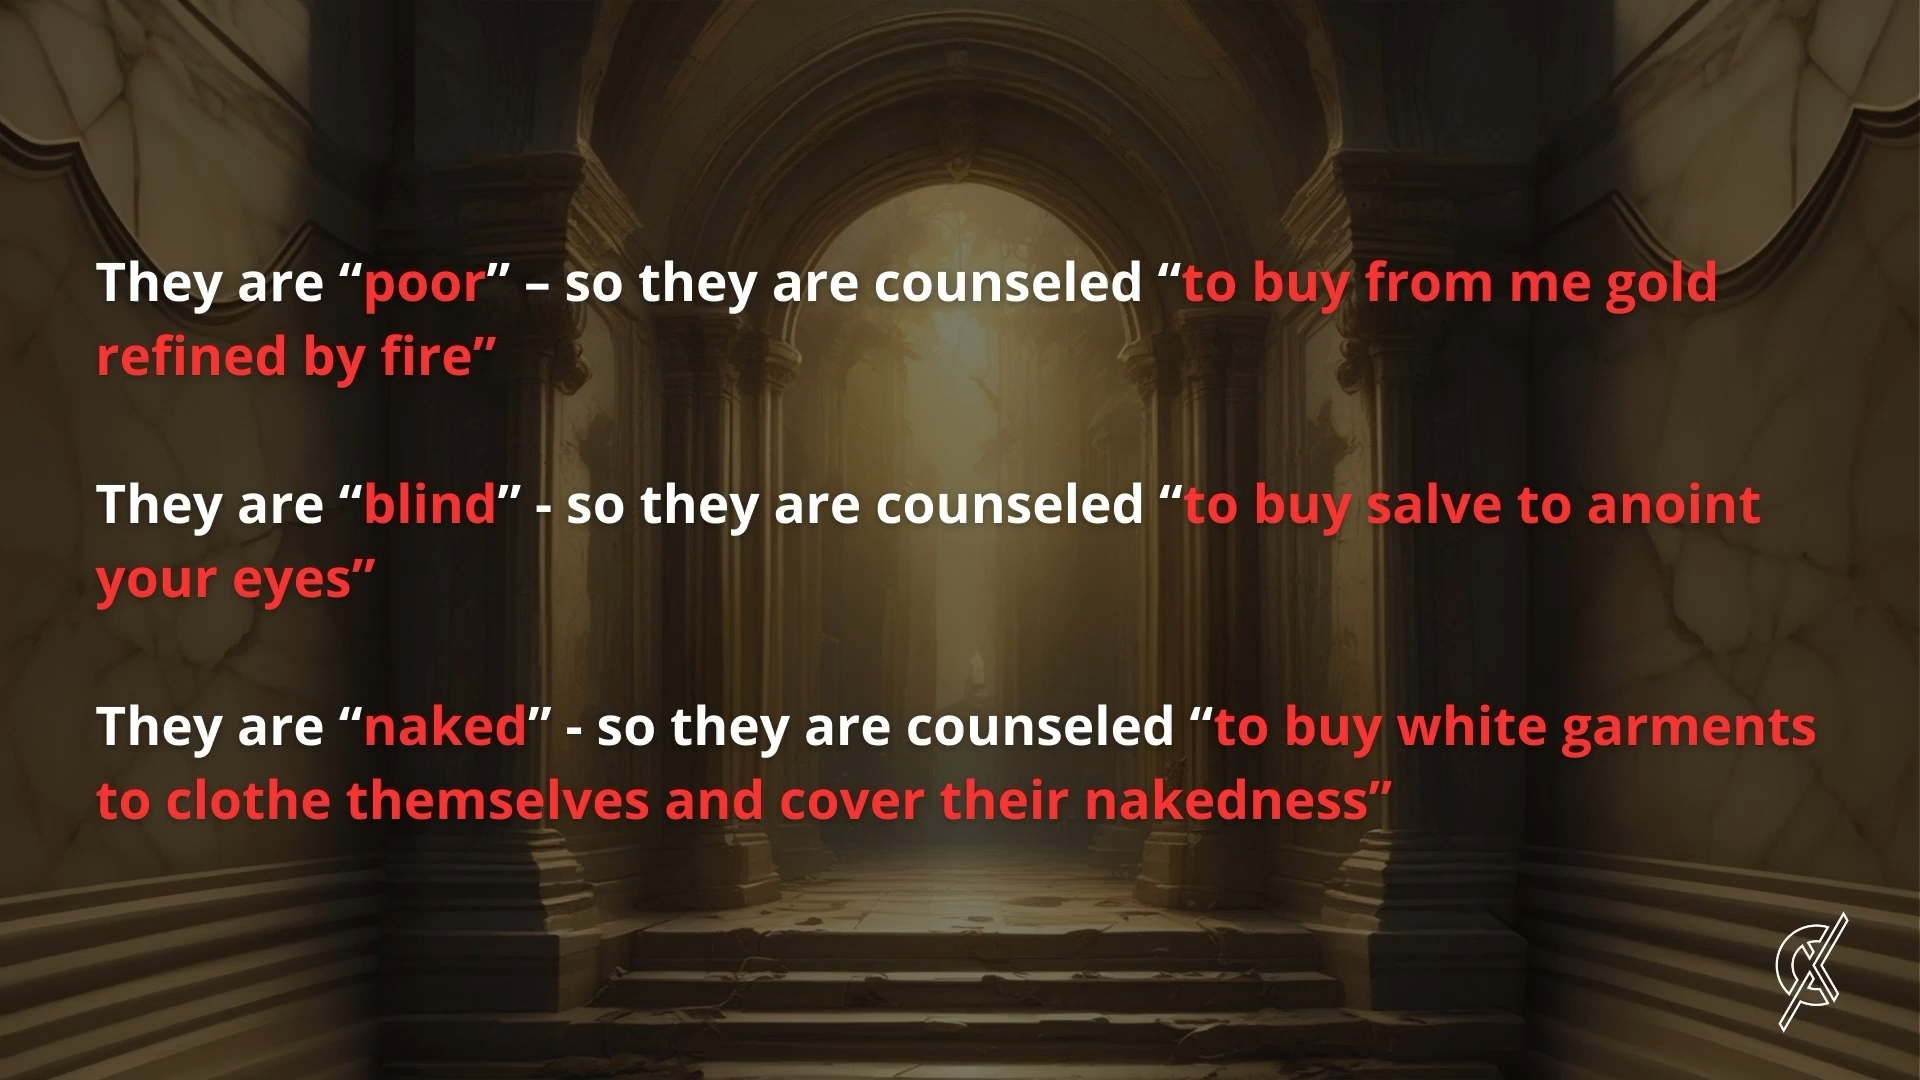 They are “poor” – so they are counseled “to buy from me gold
refined by fire”
They are “blind” - so they are counseled “to buy salve to anoint
your eyes”
They are “naked” - so they are counseled “to buy white garments
to clothe themselves and cover their nakedness”